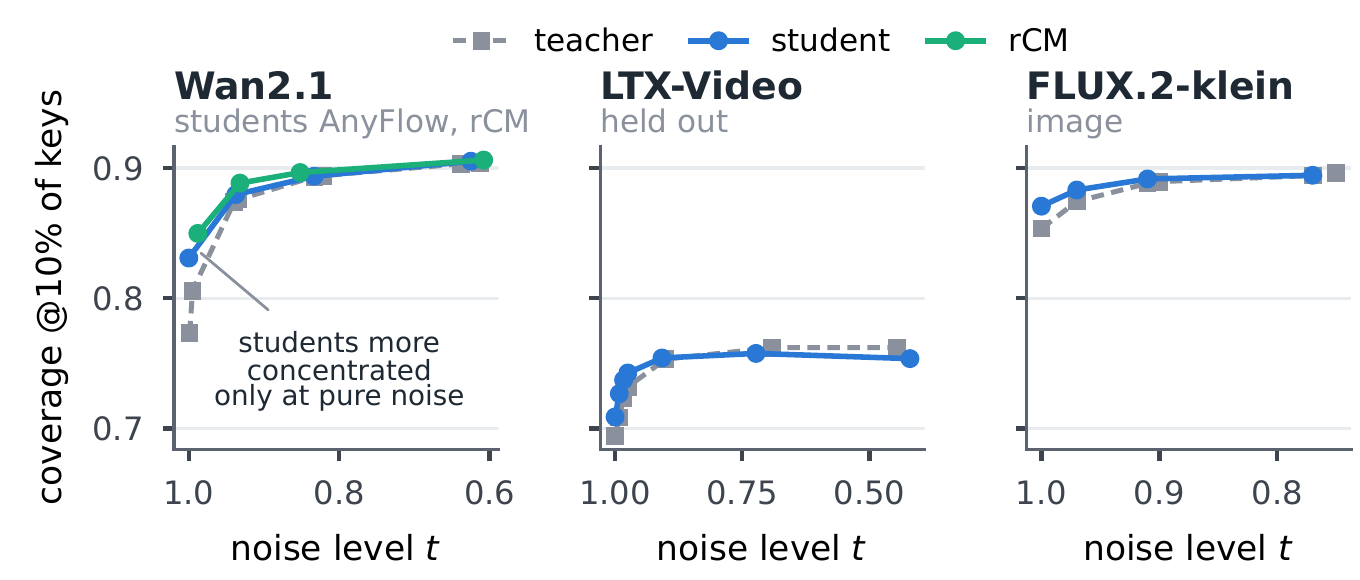 teacher student rCM
Wan2.1
students AnyFlow, rCM
LTX-Video
held out
FLUX.2-klein
image
coverage @10% of keys
0.9
0.8
0.7
students more
concentrated
only at pure noise
1.0 0.8 0.6
1.00 0.75 0.50
1.0 0.9 0.8
noise level t
noise level t
noise level t